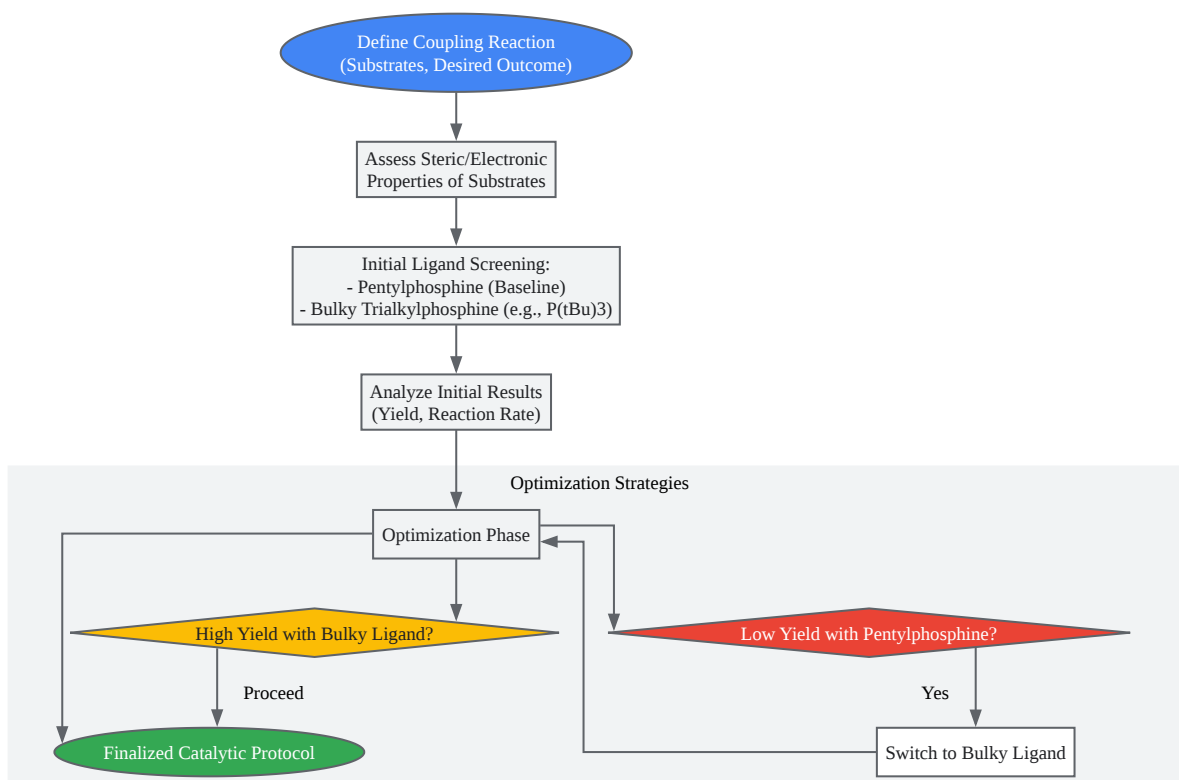 Define Coupling Reaction
(Substrates, Desired Outcome)
Assess Steric/Electronic
Properties of Substrates
Initial Ligand Screening:
- Pentylphosphine (Baseline)
- Bulky Trialkylphosphine (e.g., P(tBu)3)
Analyze Initial Results
(Yield, Reaction Rate)
Optimization Strategies
Optimization Phase
High Yield with Bulky Ligand?
Low Yield with Pentylphosphine?
Proceed
Yes
Finalized Catalytic Protocol
Switch to Bulky Ligand